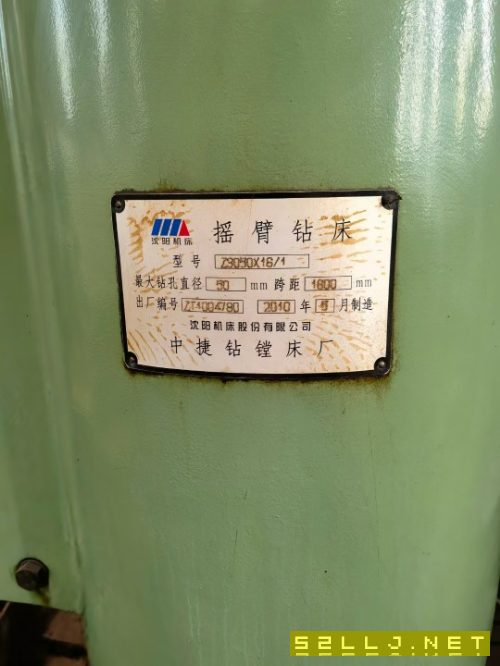 沈阳机床
摇臂钻床
型号 Z3050X16/1
最大钻孔直径 50 mm 跨距 1600 mm
出厂编号 2010 年 月制造
沈阳机床股份有限公司
中捷钻镗床厂
52LLJ.NET